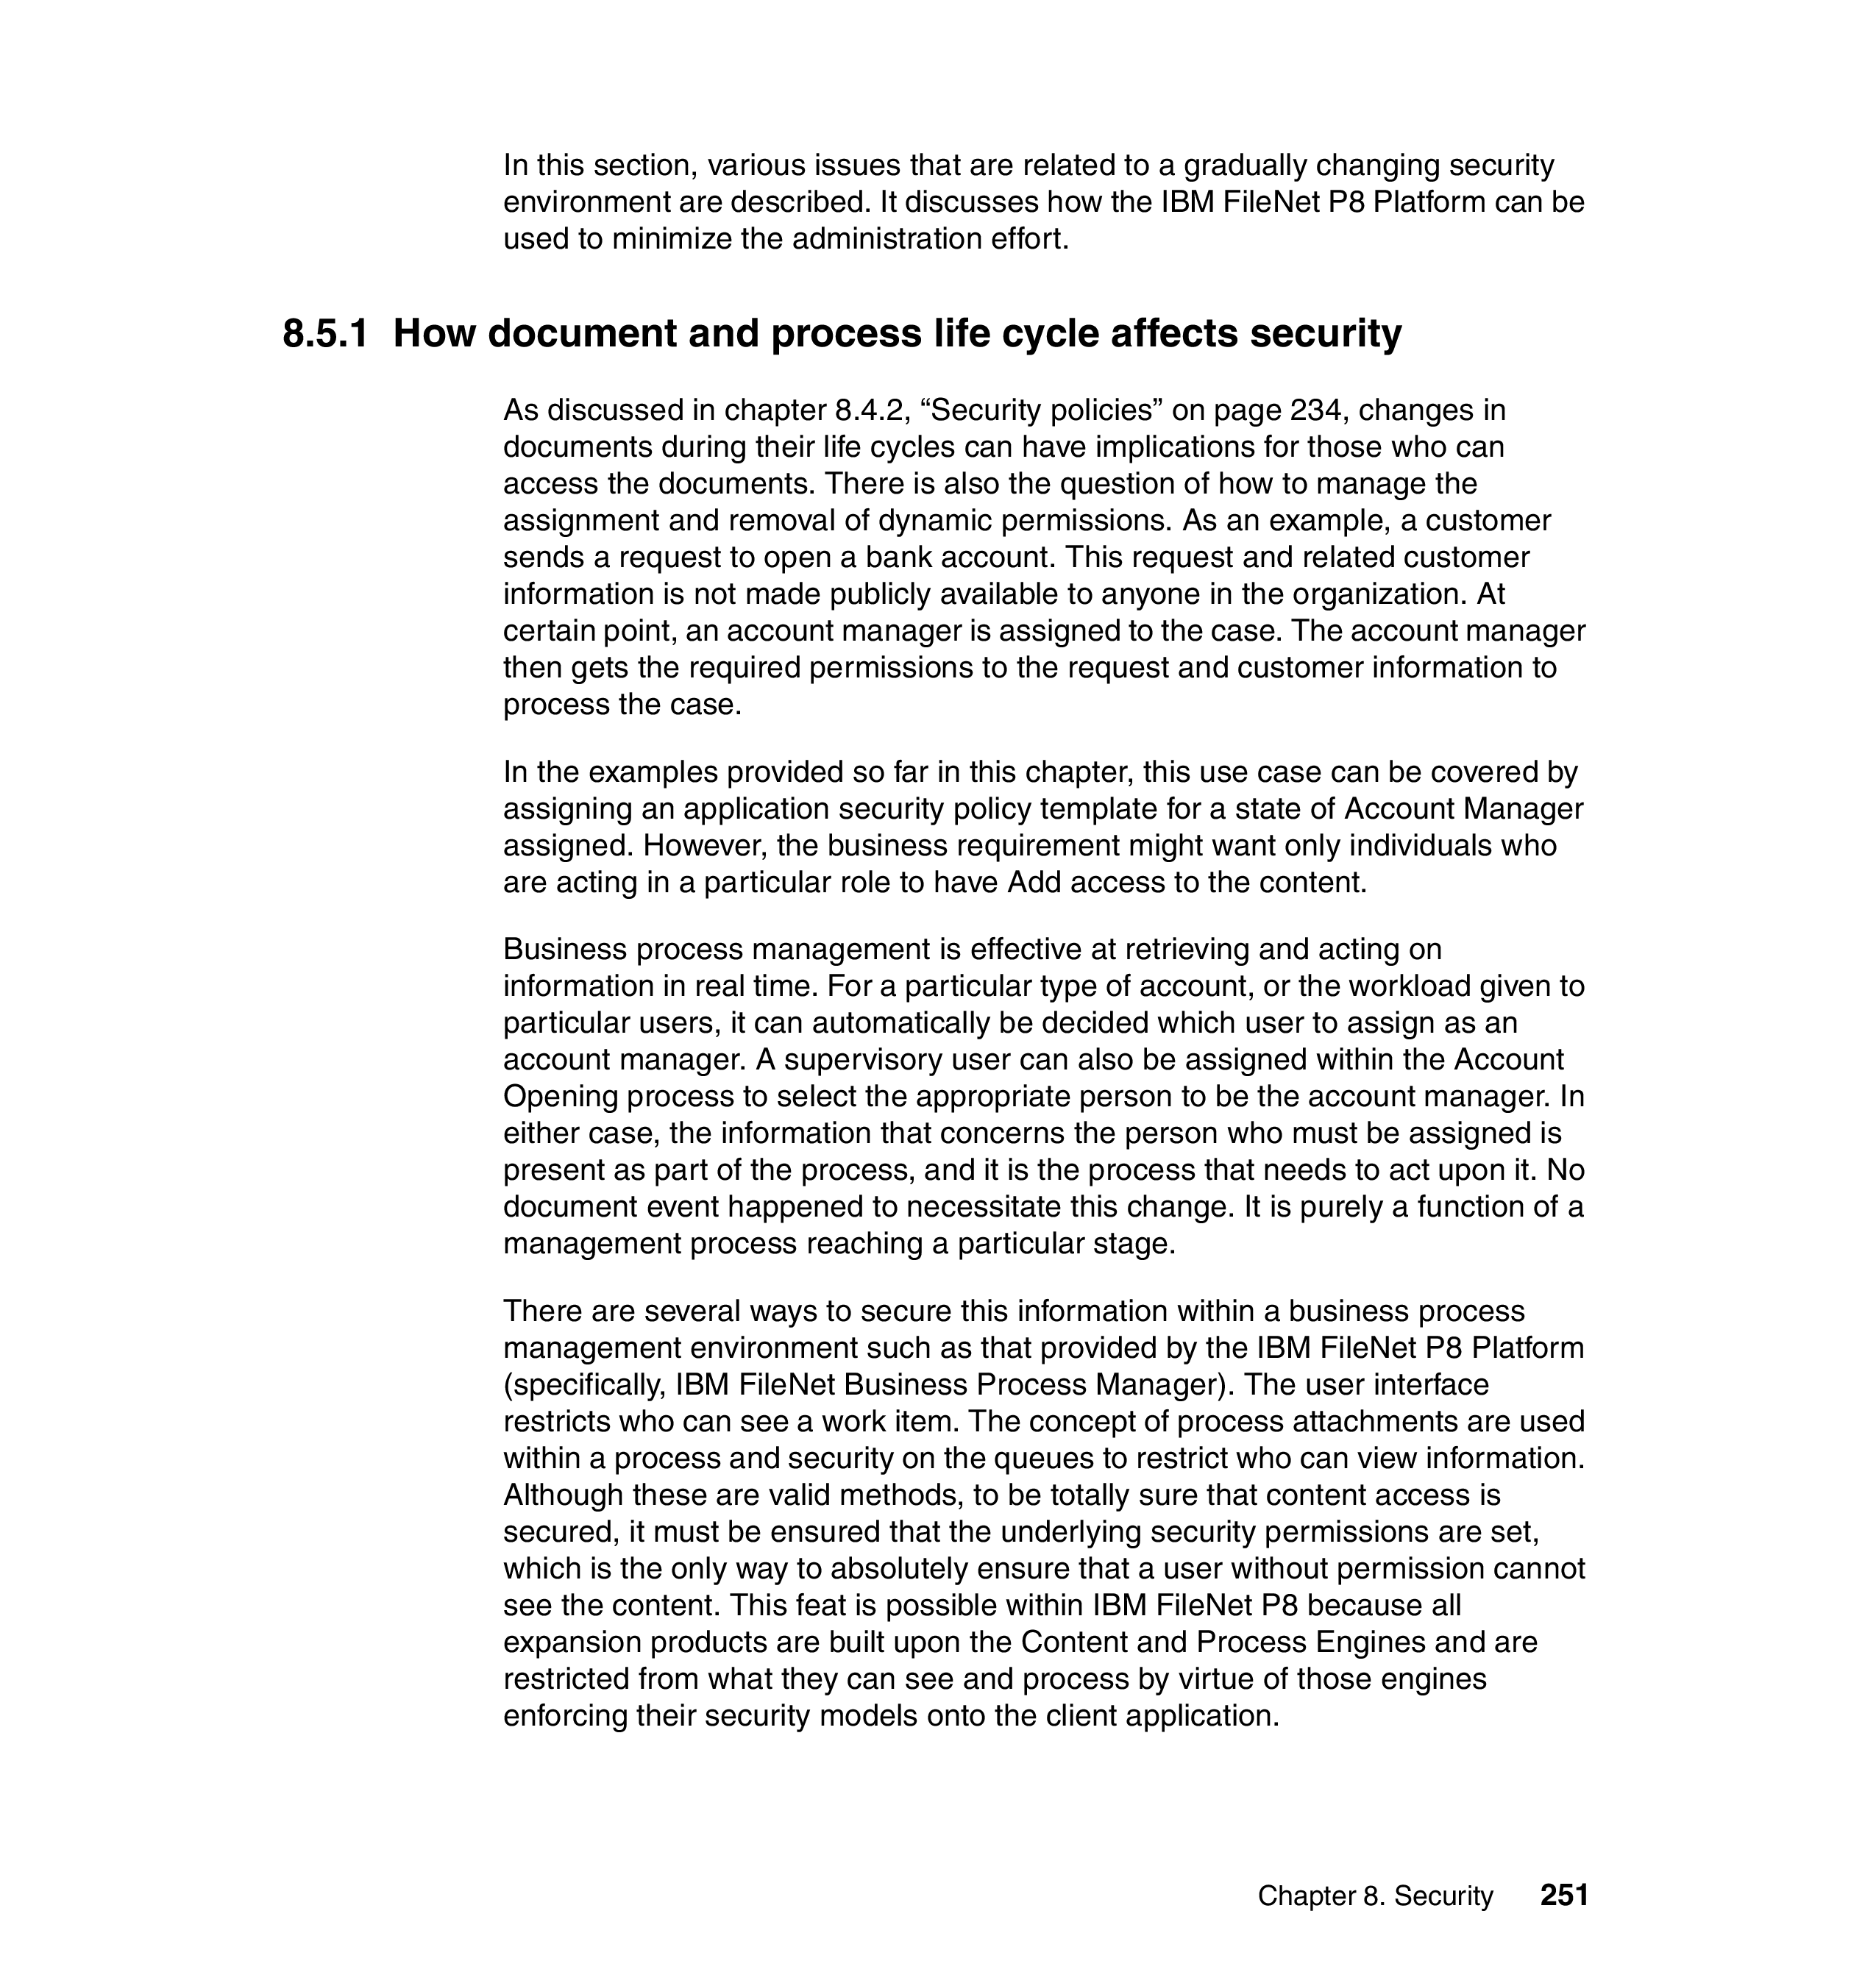 In this section, various issues that are related to a gradually changing security
environment are described. It discusses how the IBM FileNet P8 Platform can be
used to minimize the administration effort.
8.5.1 How document and process life cycle affects security
As discussed in chapter 8.4.2, “Security policies” on page 234, changes in
documents during their life cycles can have implications for those who can
access the documents. There is also the question of how to manage the
assignment and removal of dynamic permissions. As an example, a customer
sends a request to open a bank account. This request and related customer
information is not made publicly available to anyone in the organization. At
certain point, an account manager is assigned to the case. The account manager
then gets the required permissions to the request and customer information to
process the case.
In the examples provided so far in this chapter, this use case can be covered by
assigning an application security policy template for a state of Account Manager
assigned. However, the business requirement might want only individuals who
are acting in a particular role to have Add access to the content.
Business process management is effective at retrieving and acting on
information in real time. For a particular type of account, or the workload given to
particular users, it can automatically be decided which user to assign as an
account manager. A supervisory user can also be assigned within the Account
Opening process to select the appropriate person to be the account manager. In
either case, the information that concerns the person who must be assigned is
present as part of the process, and it is the process that needs to act upon it. No
document event happened to necessitate this change. It is purely a function of a
management process reaching a particular stage.
There are several ways to secure this information within a business process
management environment such as that provided by the IBM FileNet P8 Platform
(specifically, IBM FileNet Business Process Manager). The user interface
restricts who can see a work item. The concept of process attachments are used
within a process and security on the queues to restrict who can view information.
Although these are valid methods, to be totally sure that content access is
secured, it must be ensured that the underlying security permissions are set,
which is the only way to absolutely ensure that a user without permission cannot
see the content. This feat is possible within IBM FileNet P8 because all
expansion products are built upon the Content and Process Engines and are
restricted from what they can see and process by virtue of those engines
enforcing their security models onto the client application.
Chapter 8. Security 251